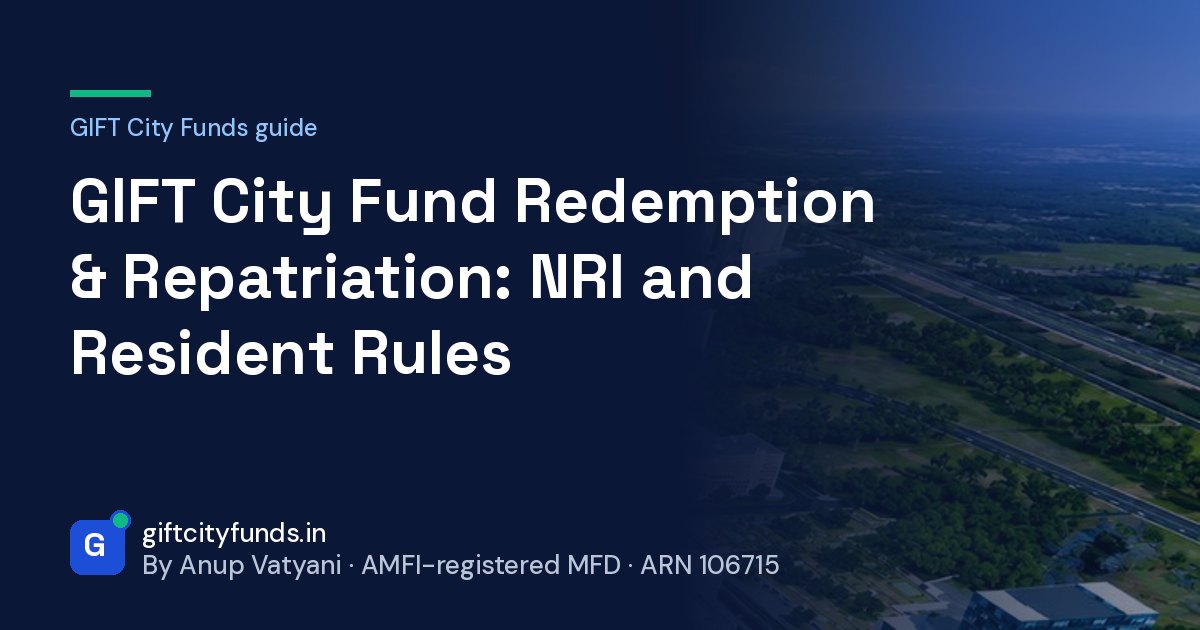 GIFT City Funds guide
GIFT City Fund Redemption
& Repatriation: NRI and
Resident Rules
G
giftcityfunds.in
By Anup Vatyani · AMFI-registered MFD · ARN 106715